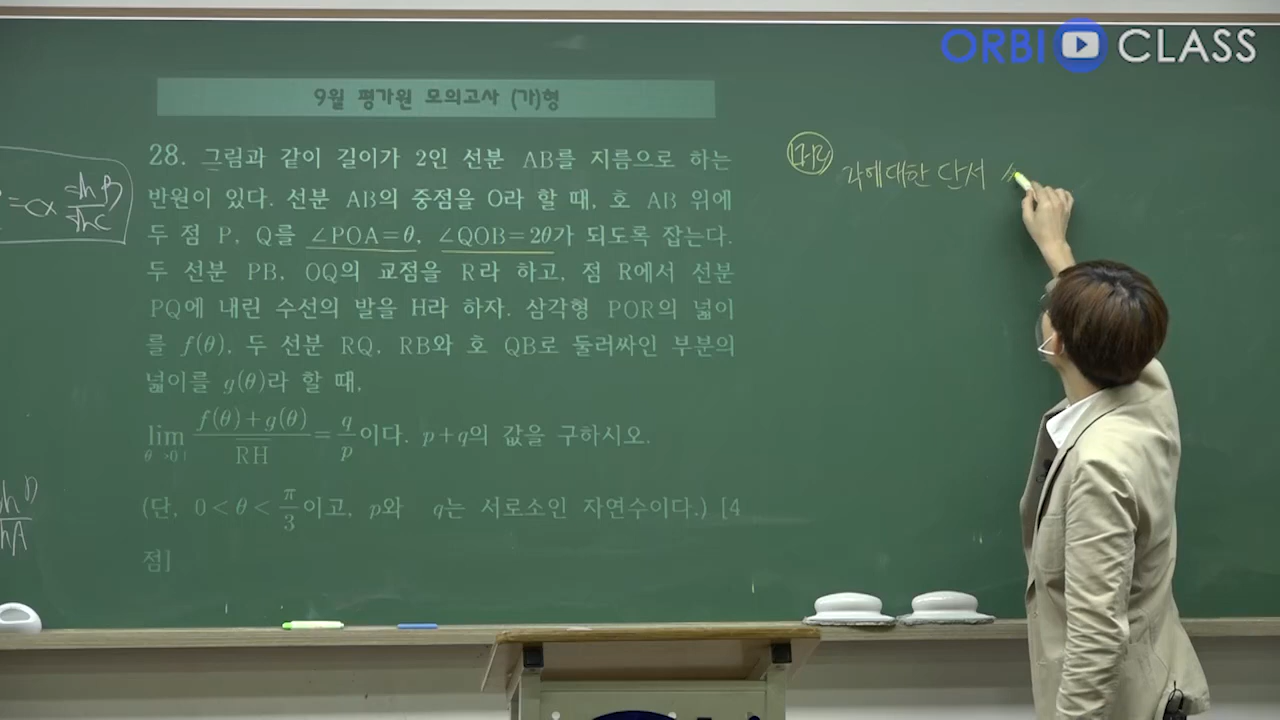 ORBI CLASS
9월 평가원 모의고사 (가)형
28. 그림과 같이 길이가 2인 선분 AB를 지름으로 하는
반원이 있다. 선분 AB의 중점을 O라 할 때, 호 AB 위에
두 점 P, Q를 ∠POA=θ, ∠QOB=2θ가 되도록 잡는다.
두 선분 PB, OQ의 교점을 R라 하고, 점 R에서 선분
PQ에 내린 수선의 발을 H라 하자. 삼각형 POR의 넓이
를 f(θ), 두 선분 RQ, RB와 호 QB로 둘러싸인 부분의
넓이를 g(θ)라 할 때,
lim θ→0+ (f(θ)+g(θ))/RH = q/p 이다. p+q의 값을 구하시오.
(단, 0<θ<π/3이고, p와 q는 서로소인 자연수이다.) [4
점]
각에대한 단서